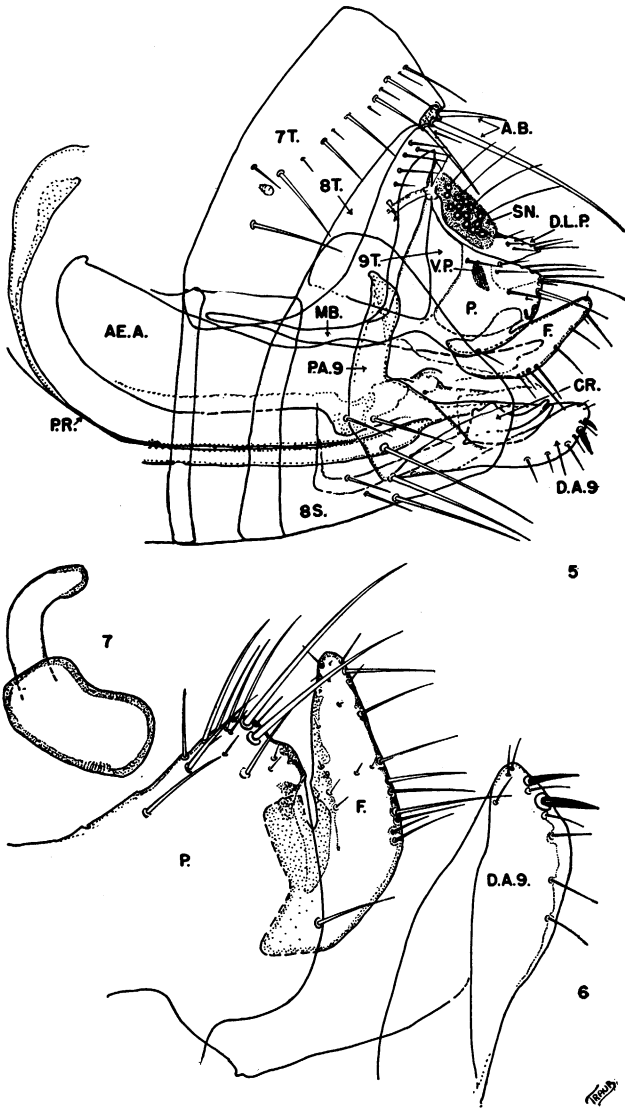 7T.
A.B.
8T.
SN.
D.L.P.
9T.
V.P.
P.
MB.
F.
AE.A.
P.A.9
CR.
P.R.
D.A.9
8S.
5
7
F.
P.
D.A.9.
6
TRAUB.